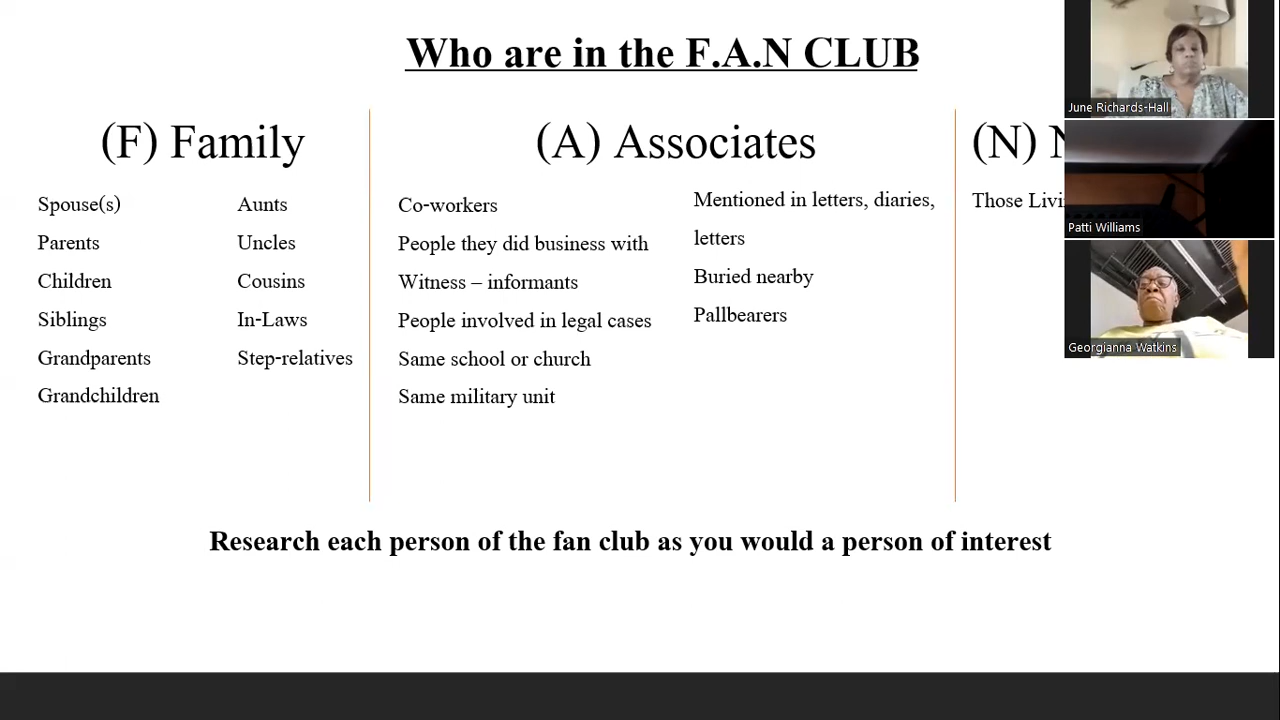 Who are in the F.A.N CLUB
(F) Family
Spouse(s)
Parents
Children
Siblings
Grandparents
Grandchildren
Aunts
Uncles
Cousins
In-Laws
Step-relatives
(A) Associates
Co-workers
People they did business with
Witness – informants
People involved in legal cases
Same school or church
Same military unit
Mentioned in letters, diaries,
letters
Buried nearby
Pallbearers
(N)
Those
Research each person of the fan club as you would a person of interest
June Richards-Hall
Patti Williams
Georgianna Watkins